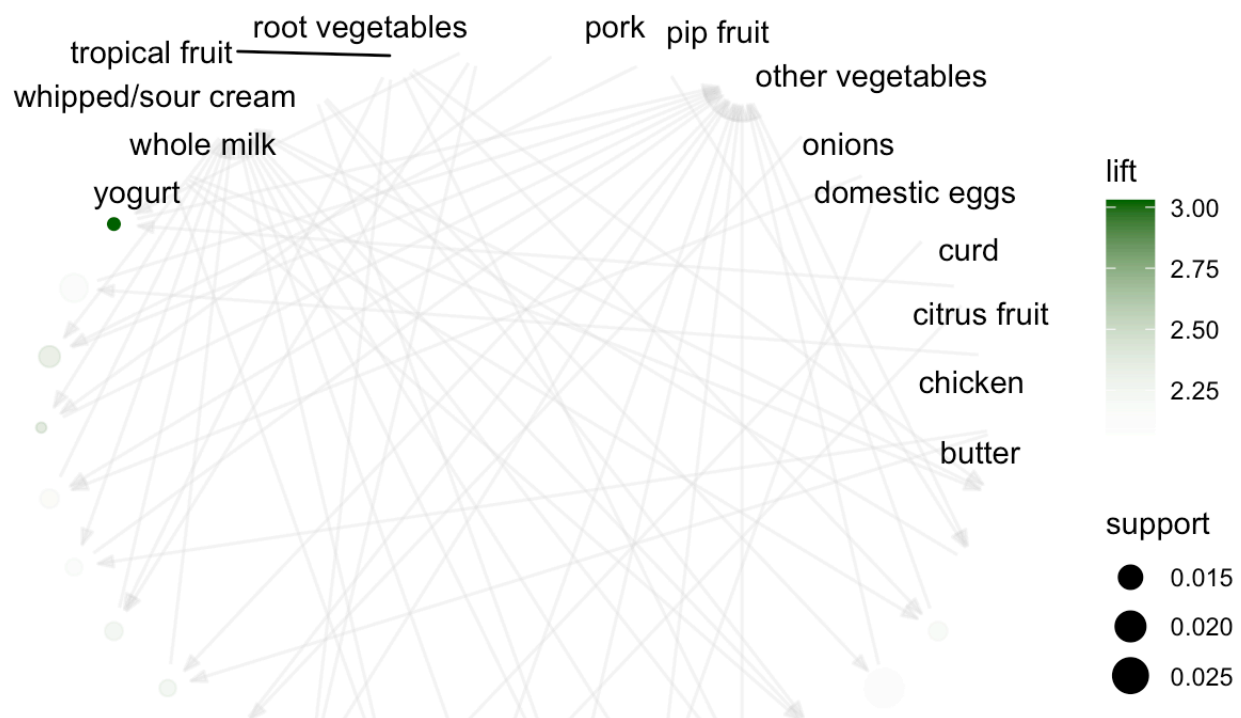 root vegetables
pork
pip fruit
tropical fruit
other vegetables
whipped/sour cream
whole milk
onions
yogurt
domestic eggs
curd
citrus fruit
chicken
butter
lift
3.00
2.75
2.50
2.25
support
0.015
0.020
0.025